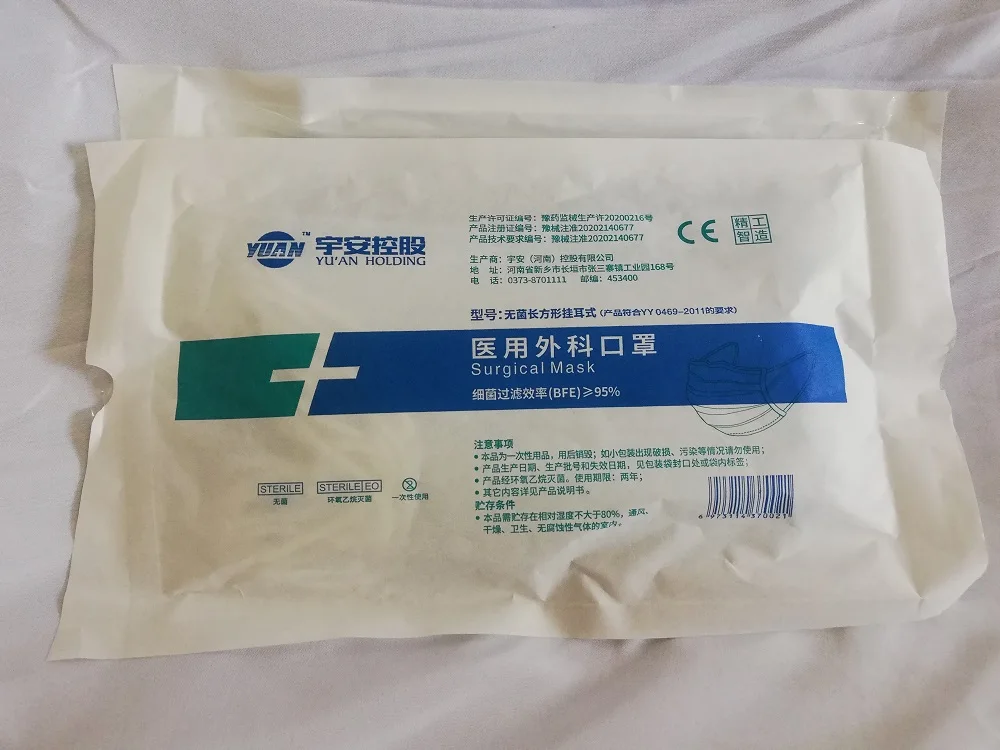 YUAN™ 宇安控股
YU'AN HOLDING
生产许可证编号：豫药监械生产许20200216号
产品注册证编号：豫械注准20202140677
产品技术要求编号：豫械注准20202140677
CE
精工
智造
生产商：宇安（河南）控股有限公司
地 址：河南省新乡市长垣市张三寨镇工业园168号
电 话：0373-8701111 邮编：453400
型号：无菌长方形挂耳式（产品符合YY 0469-2011的要求）
医用外科口罩
Surgical Mask
细菌过滤效率(BFE)≥95%
注意事项
• 本品为一次性用品，用后销毁；如小包装出现破损、污染等情况请勿使用；
• 产品生产日期、生产批号和失效日期，见包装袋封口处或袋内标签；
• 产品经环氧乙烷灭菌。使用期限：两年；
• 其它内容详见产品说明书。
贮存条件
• 本品需贮存在相对湿度不大于80%，通风、
干燥、卫生、无腐蚀性气体的室内。
STERILE
无菌
STERILE EO
环氧乙烷灭菌
2
一次性使用
6 973114 370021